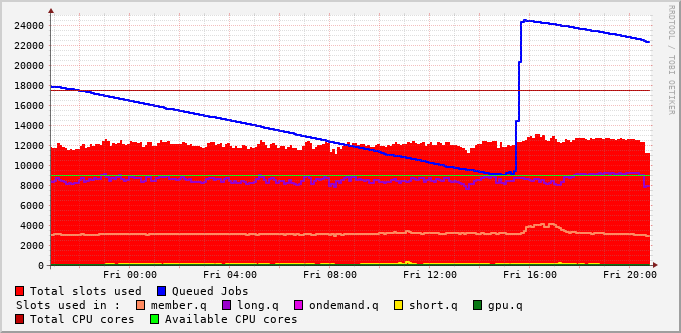 24000
22000
20000
18000
16000
14000
12000
10000
8000
6000
4000
2000
0
Fri 00:00 Fri 04:00 Fri 08:00 Fri 12:00 Fri 16:00 Fri 20:00
Total slots used Queued Jobs
Slots used in : member.q long.q ondemand.q short.q gpu.q
Total CPU cores Available CPU cores
RRDTOOL / TOBI OETIKER